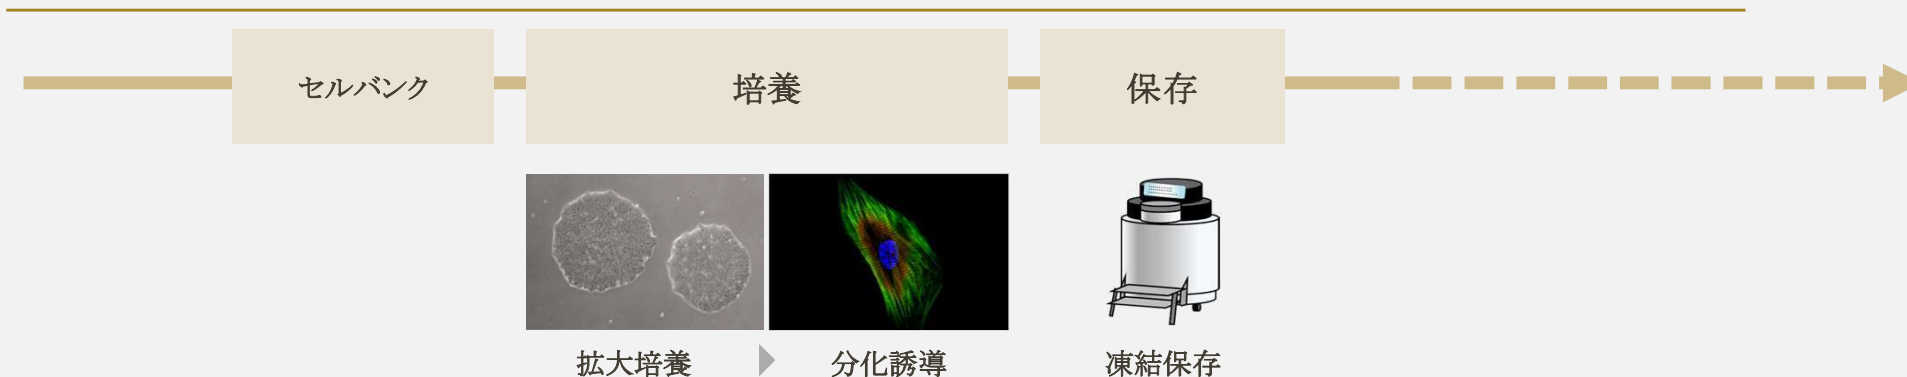 セルバンク
培養
保存
拡大培養
分化誘導
凍結保存